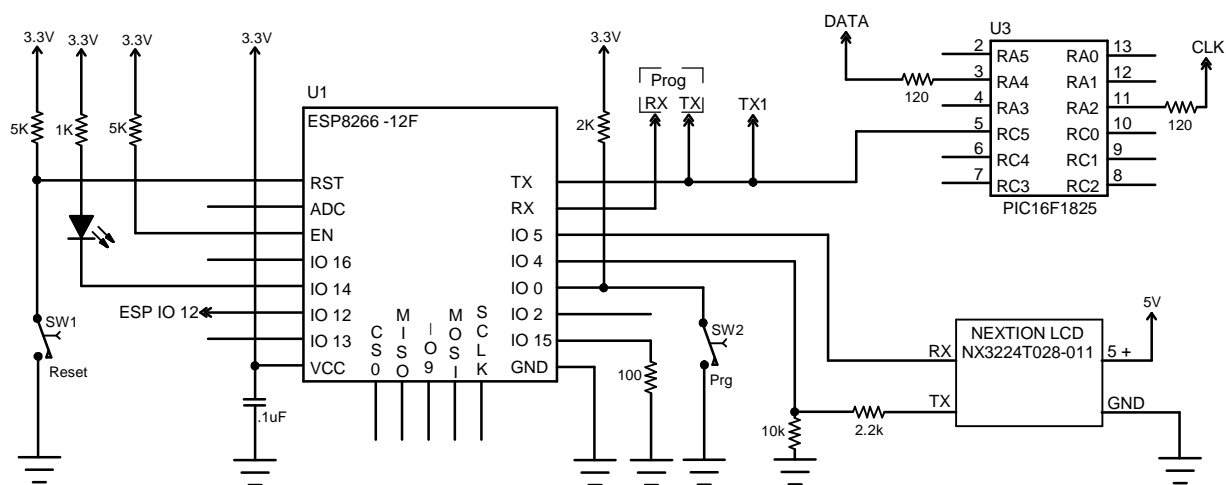 3.3V
3.3V
3.3V
3.3V
3.3V
5K
1K
5K
2K
U1
ESP8266 -12F
RST
ADC
EN
IO 16
IO 14
IO 12
IO 13
VCC
CS0
MISO
IO9
MOSI
SCLK
TX
RX
IO 5
IO 4
IO 0
IO 2
IO 15
GND
ESP IO 12
SW1
Reset
.1uF
Prog
RX
TX
TX1
100
SW2
Prg
10k
2.2k
DATA
120
U3
2
3
4
5
6
7
RA5
RA4
RA3
RC5
RC4
RC3
RA0
RA1
RA2
RC0
RC1
RC2
13
12
11
10
9
8
PIC16F1825
CLK
120
NEXTION LCD
NX3224T028-011
RX
TX
5 +
GND
5V